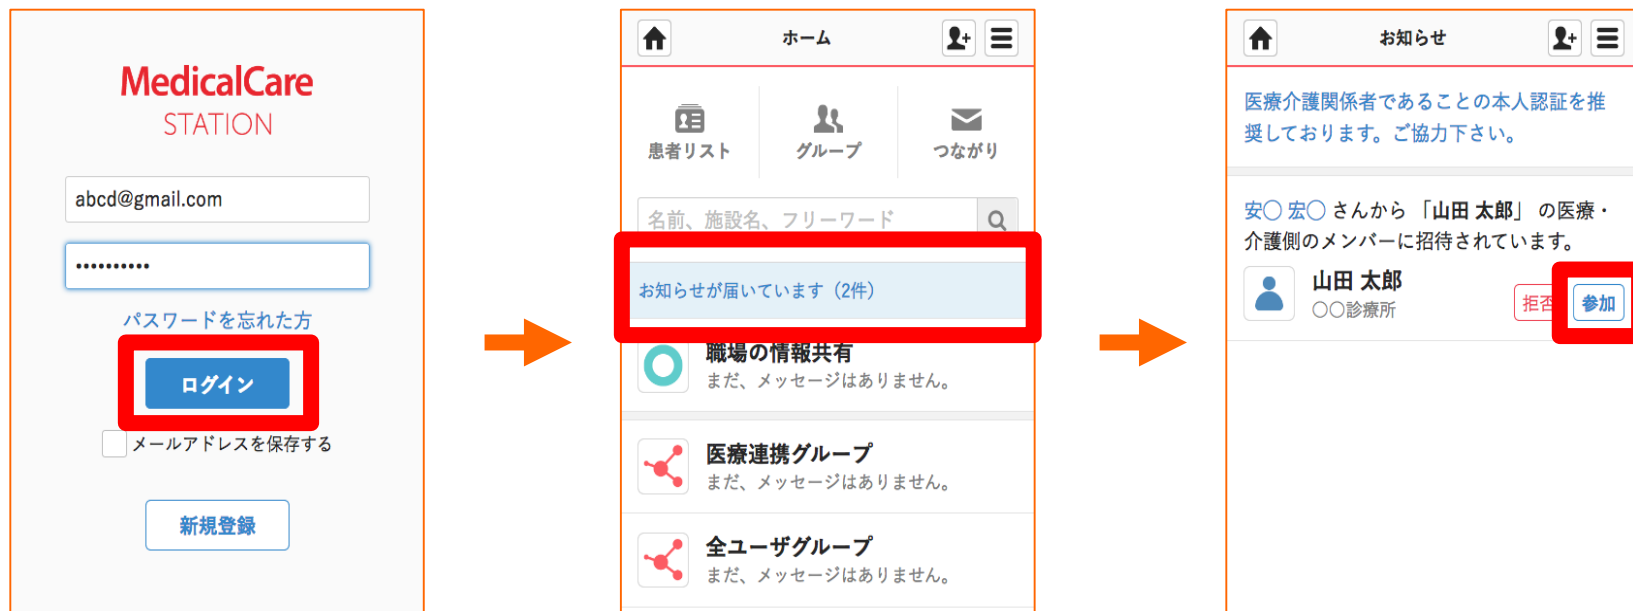 MedicalCare
STATION
abcd@gmail.com
••••••••••
パスワードを忘れた方
ログイン
メールアドレスを保存する
新規登録
ホーム
患者リスト
グループ
つながり
名前、施設名、フリーワード
お知らせが届いています（2件）
職場の情報共有
まだ、メッセージはありません。
医療連携グループ
まだ、メッセージはありません。
全ユーザグループ
まだ、メッセージはありません。
お知らせ
医療介護関係者であることの本人認証を推
奨しております。ご協力下さい。
安〇 宏〇 さんから 「山田 太郎」 の医療・
介護側のメンバーに招待されています。
山田 太郎
〇〇診療所
拒否
参加